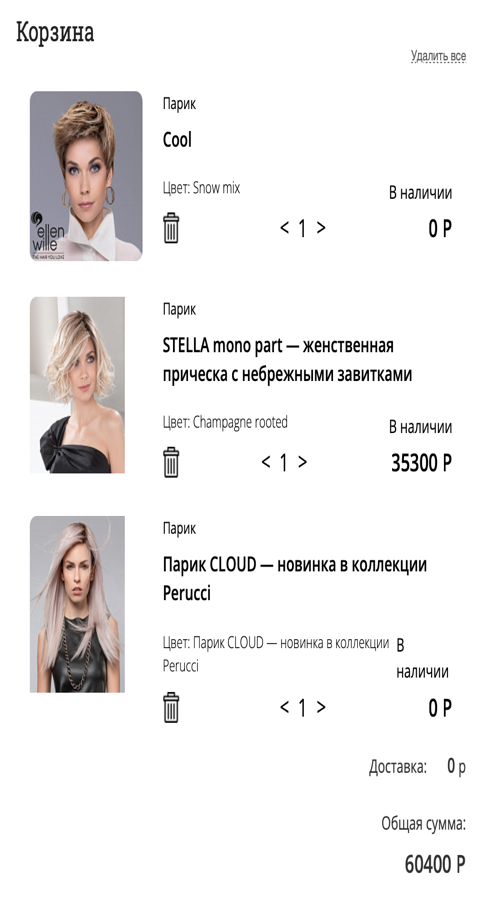 Корзина
Удалить все
Парик
Cool
Цвет: Snow mix
В наличии
< 1 >
0 Р
ellen
wille
THE HAIR YOU LOVE
Парик
STELLA mono part — женственная
прическа с небрежными завитками
Цвет: Champagne rooted
В наличии
< 1 >
35300 Р
Парик
Парик CLOUD — новинка в коллекции
Perucci
Цвет: Парик CLOUD — новинка в коллекции
Perucci
В
наличии
< 1 >
0 Р
Доставка: 0 р
Общая сумма:
60400 Р